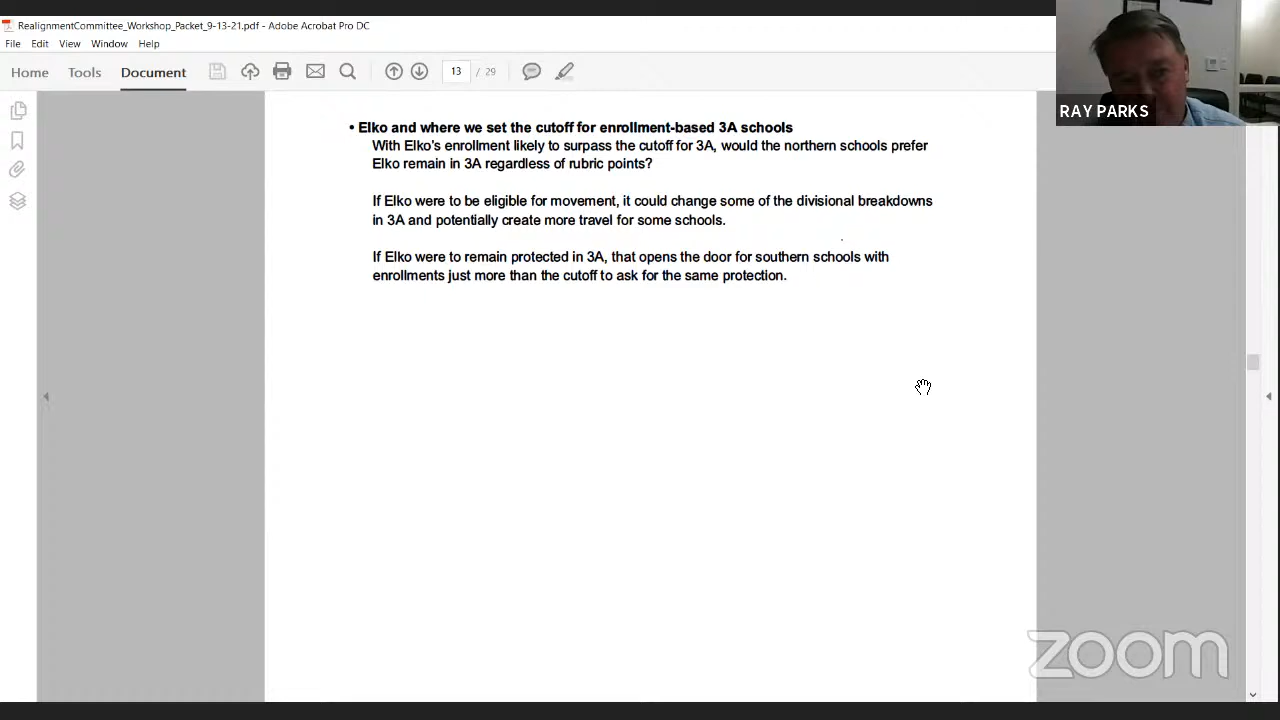 RealignmentCommittee_Workshop_Packet_9-13-21.pdf - Adobe Acrobat Pro DC
File Edit View Window Help
Home Tools Document 13 / 29
RAY PARKS
• Elko and where we set the cutoff for enrollment-based 3A schools
With Elko's enrollment likely to surpass the cutoff for 3A, would the northern schools prefer
Elko remain in 3A regardless of rubric points?
If Elko were to be eligible for movement, it could change some of the divisional breakdowns
in 3A and potentially create more travel for some schools.
If Elko were to remain protected in 3A, that opens the door for southern schools with
enrollments just more than the cutoff to ask for the same protection.
zoom